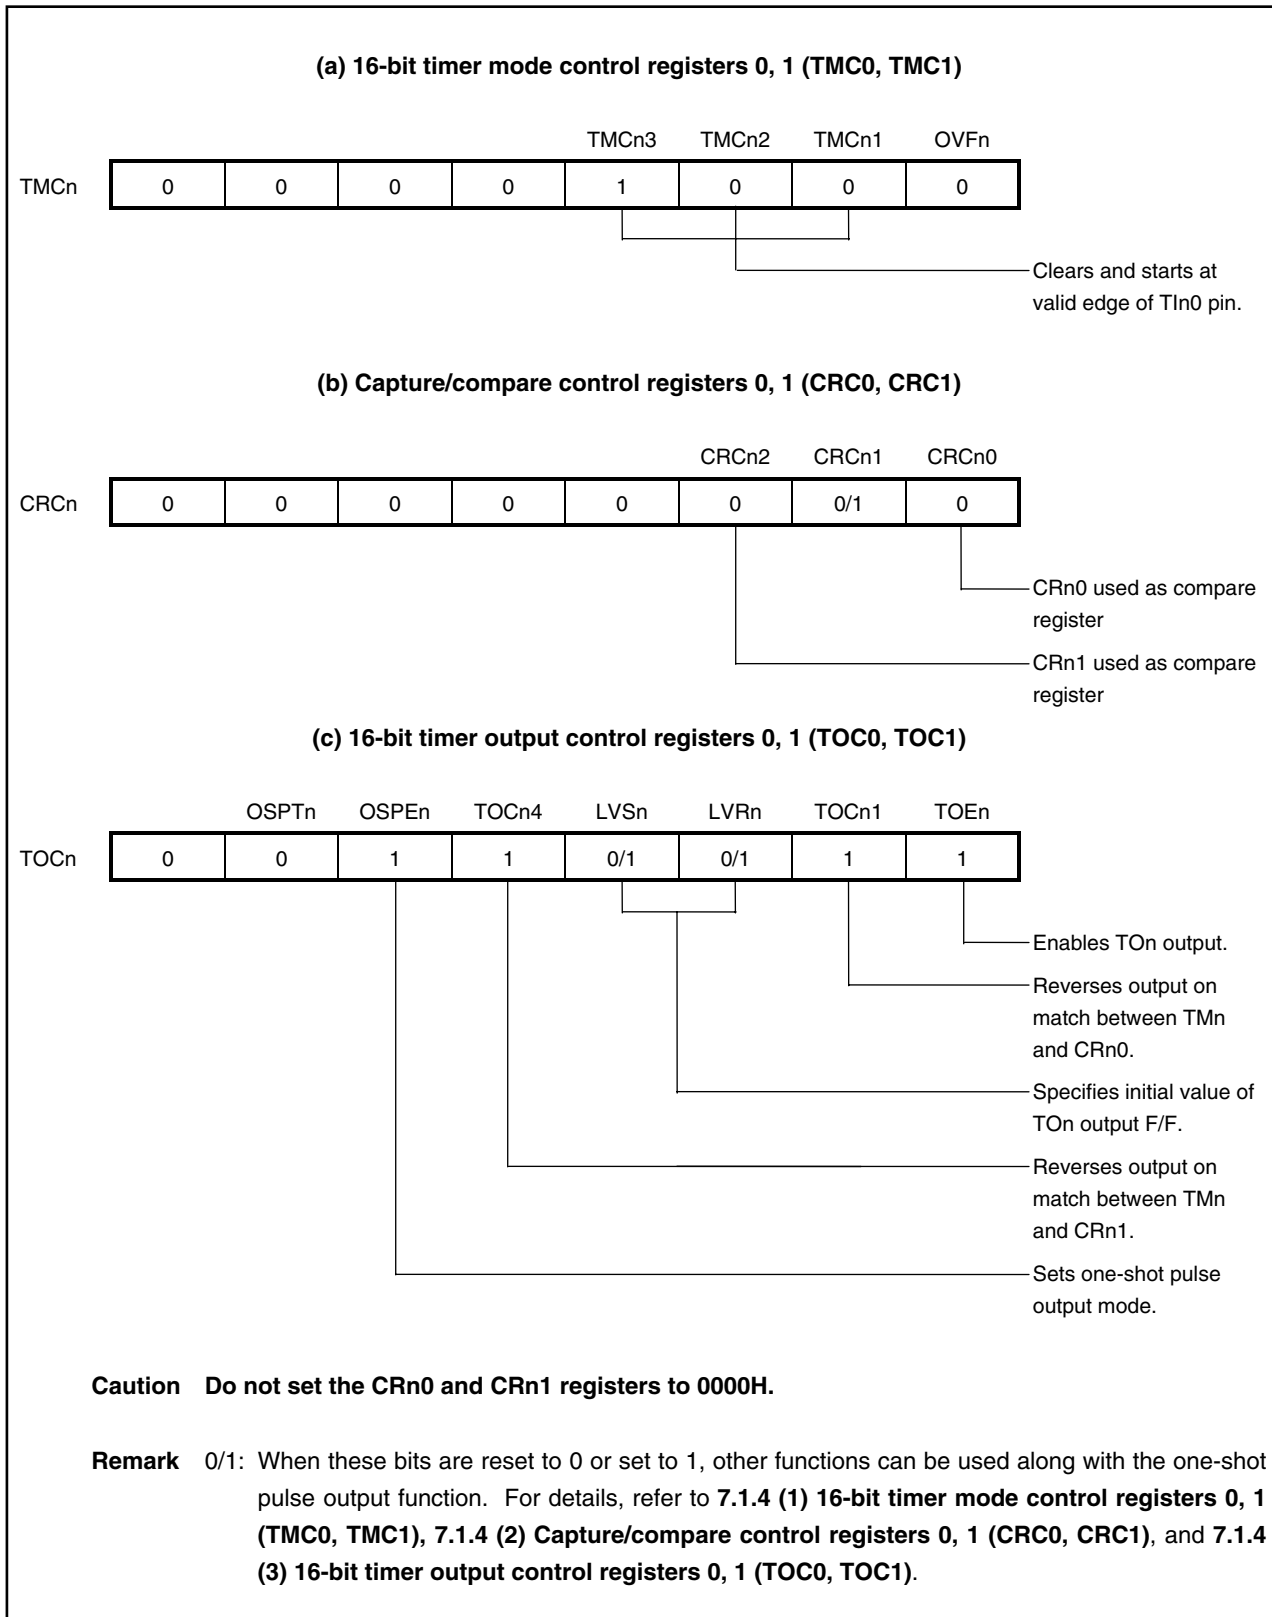 (a) 16-bit timer mode control registers 0, 1 (TMC0, TMC1)
TMCn3 TMCn2 TMCn1 OVFn
TMCn 0 0 0 0 1 0 0 0
Clears and starts at
valid edge of TIn0 pin.
(b) Capture/compare control registers 0, 1 (CRC0, CRC1)
CRCn2 CRCn1 CRCn0
CRCn 0 0 0 0 0 0 0/1 0
CRn0 used as compare
register
CRn1 used as compare
register
(c) 16-bit timer output control registers 0, 1 (TOC0, TOC1)
OSPTn OSPEn TOCn4 LVSn LVRn TOCn1 TOEn
TOCn 0 0 1 1 0/1 0/1 1 1
Enables TOn output.
Reverses output on
match between TMn
and CRn0.
Specifies initial value of
TOn output F/F.
Reverses output on
match between TMn
and CRn1.
Sets one-shot pulse
output mode.
Caution Do not set the CRn0 and CRn1 registers to 0000H.
Remark 0/1: When these bits are reset to 0 or set to 1, other functions can be used along with the one-shot
pulse output function. For details, refer to 7.1.4 (1) 16-bit timer mode control registers 0, 1
(TMC0, TMC1), 7.1.4 (2) Capture/compare control registers 0, 1 (CRC0, CRC1), and 7.1.4
(3) 16-bit timer output control registers 0, 1 (TOC0, TOC1).